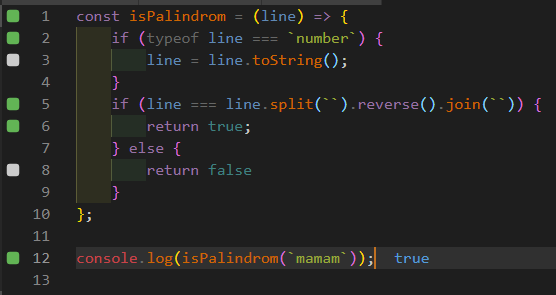 1 const isPalindrom = (line) => {
2 if (typeof line === `number`) {
3 line = line.toString();
4 }
5 if (line === line.split(``).reverse().join(``)) {
6 return true;
7 } else {
8 return false
9 }
10 };
11
12 console.log(isPalindrom(`mamam`)); true
13